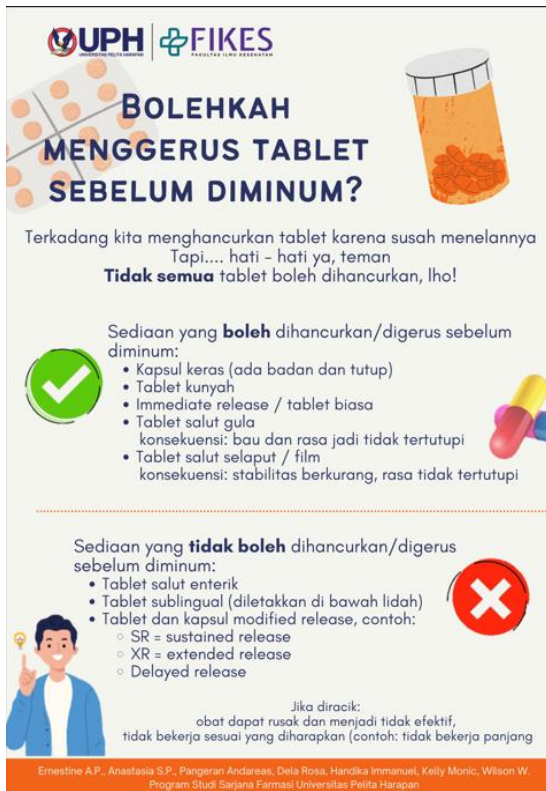 UPH
UNIVERSITAS PELITA HARAPAN
FIKES
FAKULTAS ILMU KESEHATAN
BOLEHKAH
MENGGERUS TABLET
SEBELUM DIMINUM?
Terkadang kita menghancurkan tablet karena susah menelannya
Tapi.... hati - hati ya, teman
Tidak semua tablet boleh dihancurkan, lho!
Sediaan yang boleh dihancurkan/digerus sebelum
diminum:
• Kapsul keras (ada badan dan tutup)
• Tablet kunyah
• Immediate release / tablet biasa
• Tablet salut gula
konsekuensi: bau dan rasa jadi tidak tertutupi
• Tablet salut selaput / film
konsekuensi: stabilitas berkurang, rasa tidak tertutupi
Sediaan yang tidak boleh dihancurkan/digerus
sebelum diminum:
• Tablet salut enterik
• Tablet sublingual (diletakkan di bawah lidah)
• Tablet dan kapsul modified release, contoh:
○ SR = sustained release
○ XR = extended release
○ Delayed release
Jika diracik:
obat dapat rusak dan menjadi tidak efektif,
tidak bekerja sesuai yang diharapkan (contoh: tidak bekerja panjang
Ernestine A.P., Anastasia S.P., Pangeran Andareas, Dela Rosa, Handika Immanuel, Kelly Monic, Wilson W.
Program Studi Sarjana Farmasi Universitas Pelita Harapan